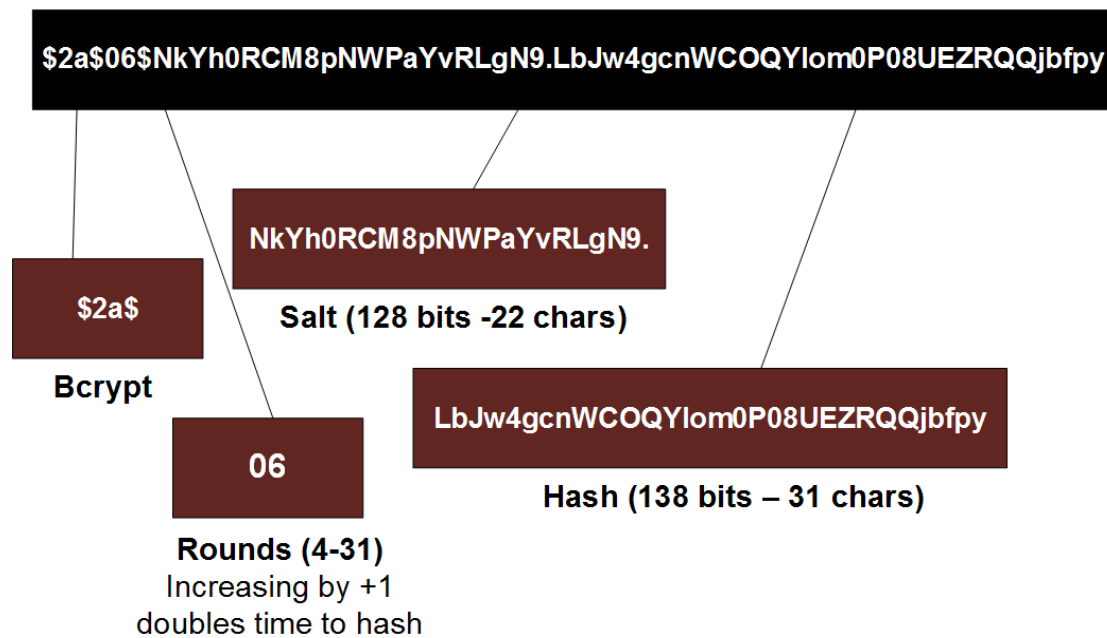 $2a$06$NkYh0RCM8pNWPaYvRLgN9.LbJw4gcnWCOQYIom0P08UEZRQQjbfpy
NkYh0RCM8pNWPaYvRLgN9.
Salt (128 bits -22 chars)
$2a$
Bcrypt
LbJw4gcnWCOQYIom0P08UEZRQQjbfpy
Hash (138 bits – 31 chars)
06
Rounds (4-31)
Increasing by +1
doubles time to hash